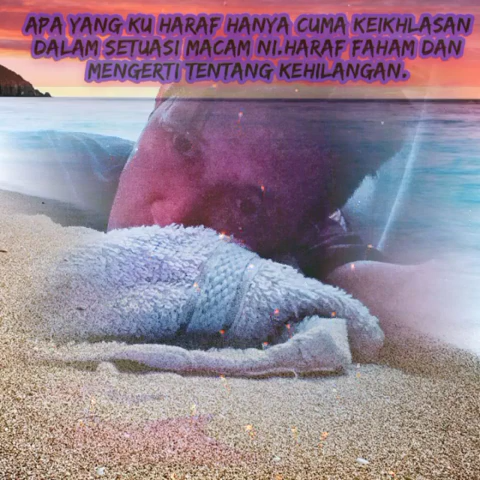 APA YANG KU HARAF HANYA CUMA KEIKHLASAN
DALAM SETUASI MACAM NI.HARAF FAHAM DAN
MENGERTI TENTANG KEHILANGAN.